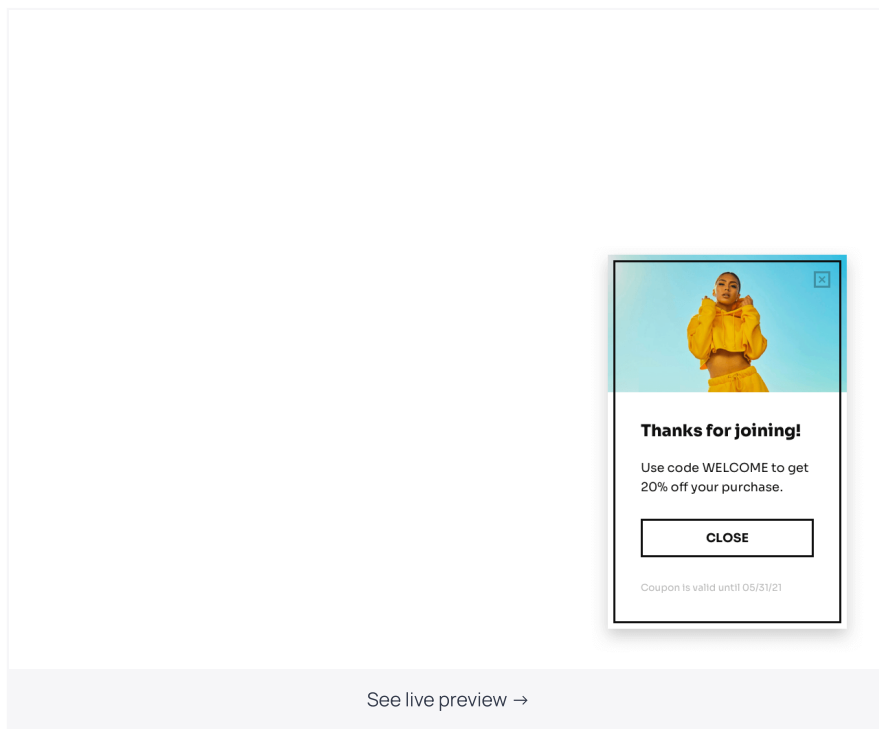 Thanks for joining!
Use code WELCOME to get
20% off your purchase.
CLOSE
Coupon is valid until 05/31/21
See live preview →